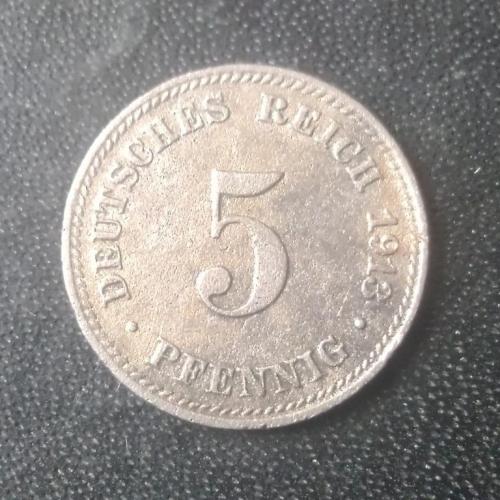 DEUTSCHES REICH 1913
5
· PFENNIG ·